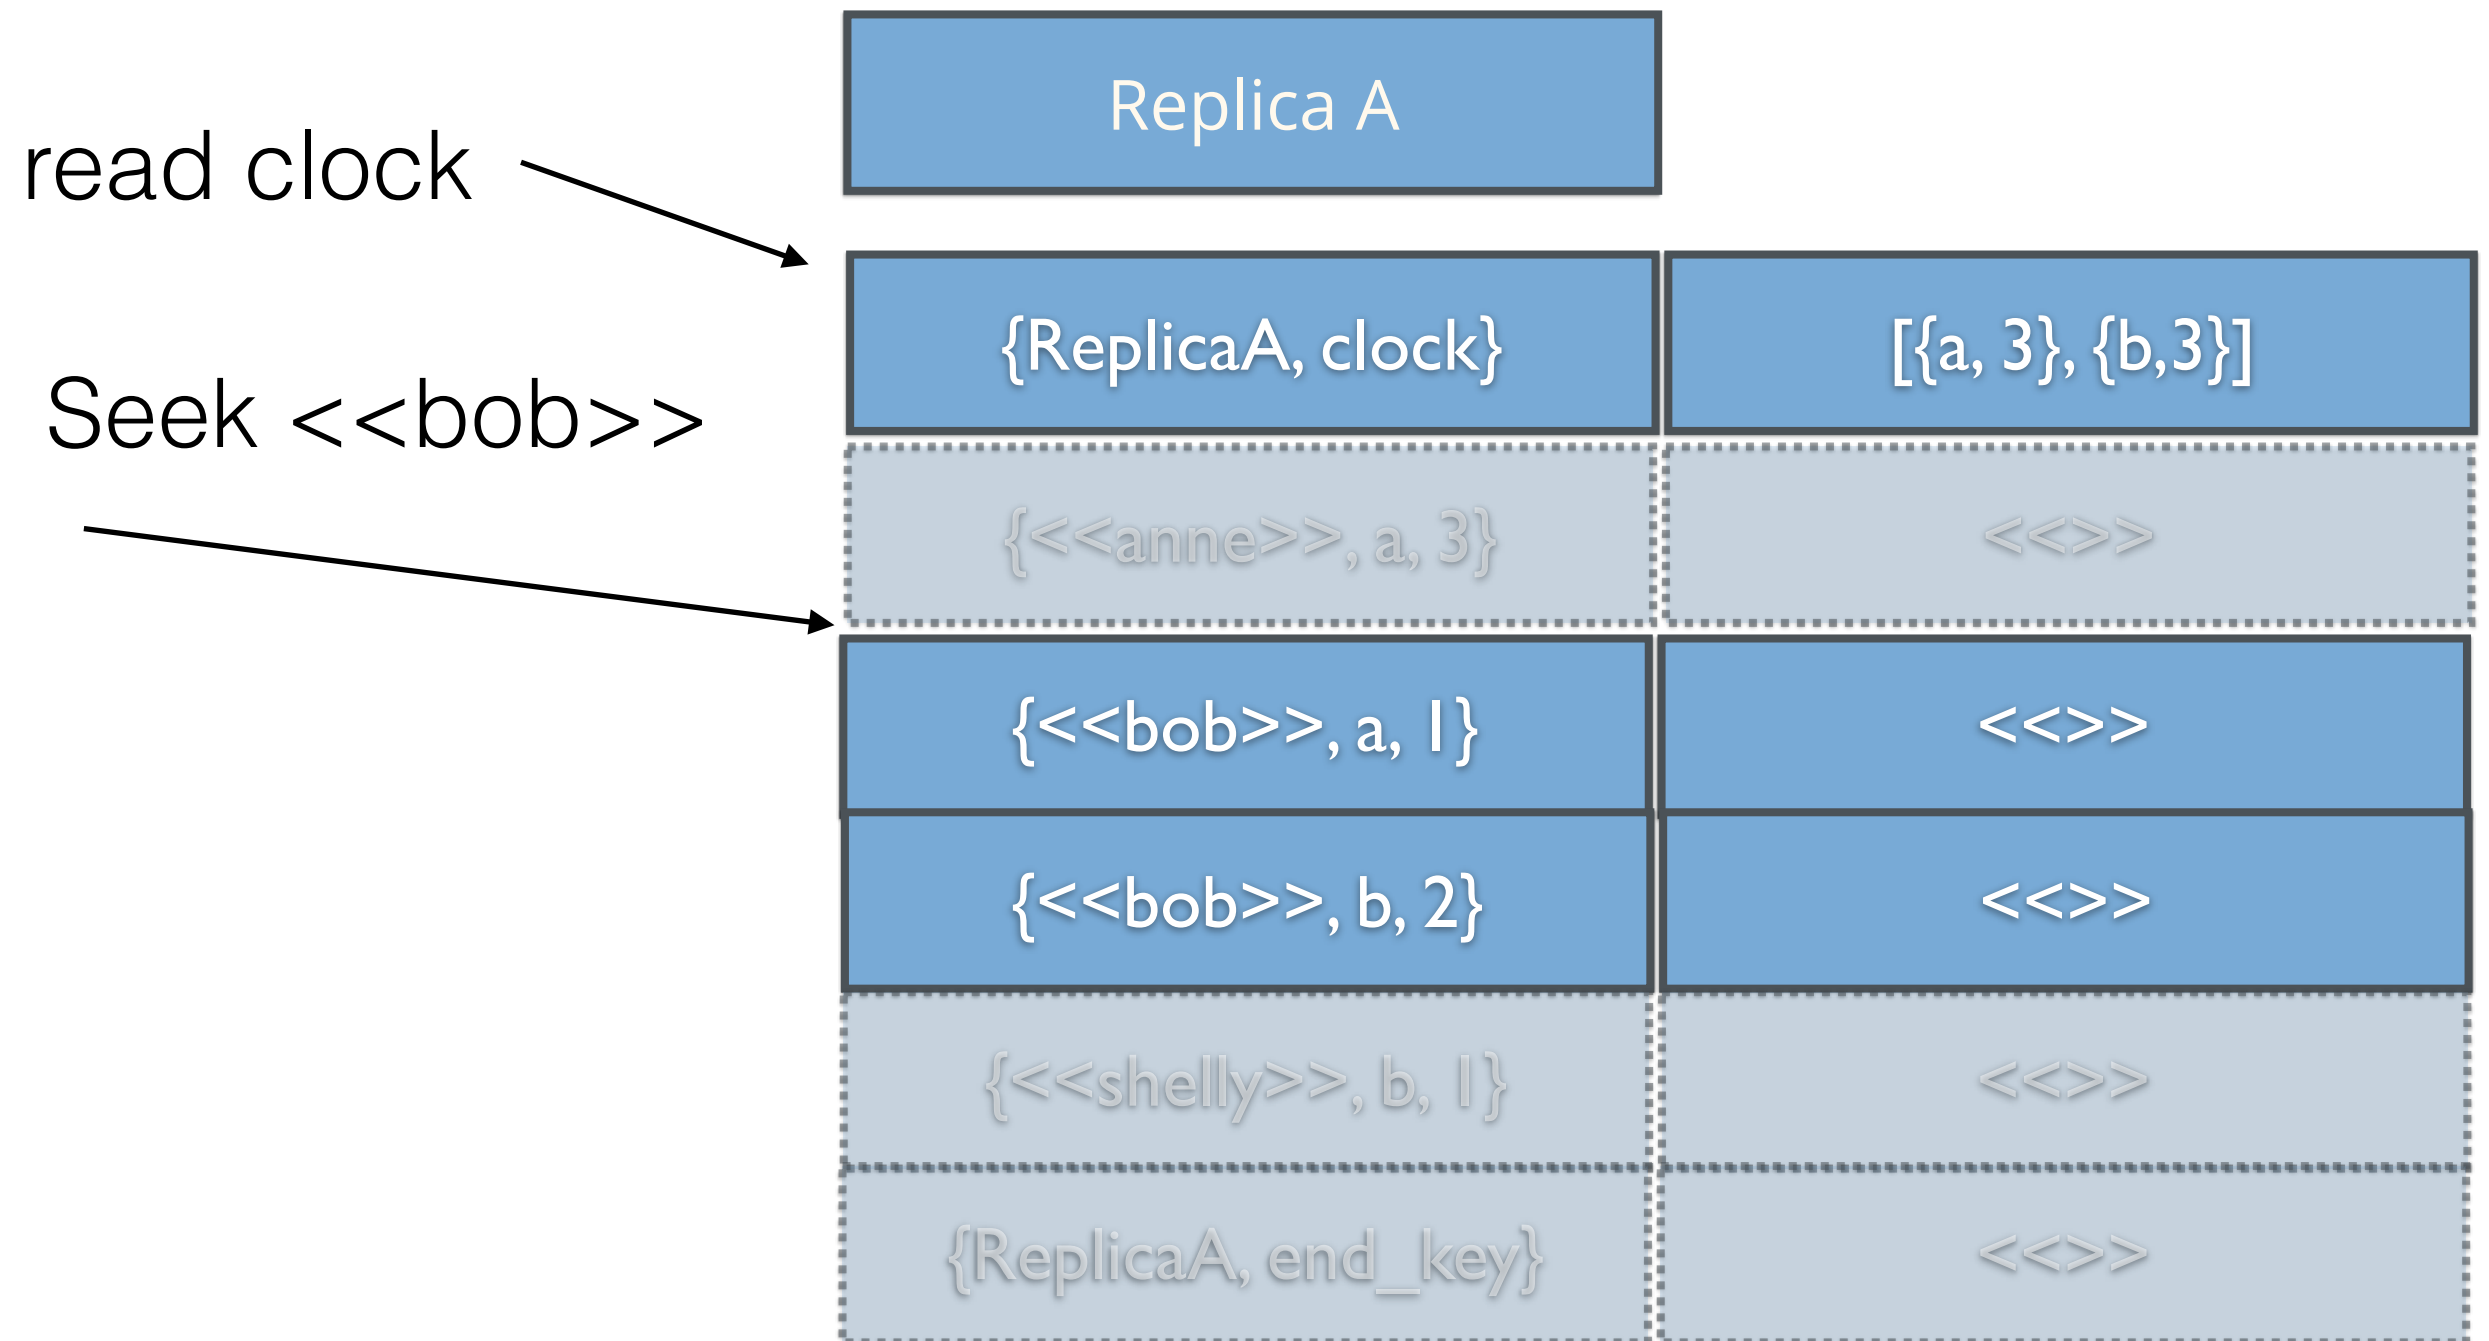 Replica A
read clock
{ReplicaA, clock} [{a, 3}, {b,3}]
Seek <<bob>>
{<<anne>>, a, 3} <<>>
{<<bob>>, a, 1} <<>>
{<<bob>>, b, 2} <<>>
{<<shelly>>, b, 1} <<>>
{ReplicaA, end_key} <<>>